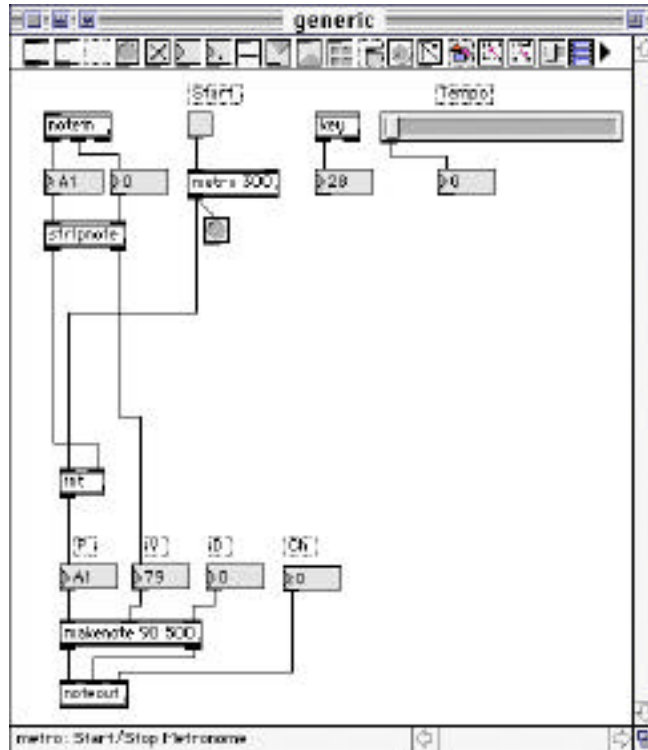 generic
Start
Tempo
notein
key
A1
0
metro 300
28
0
stripnote
int
P
V
D
Ch
A1
79
0
0
makenote 90 500
noteout
metro: Start/Stop Metronome